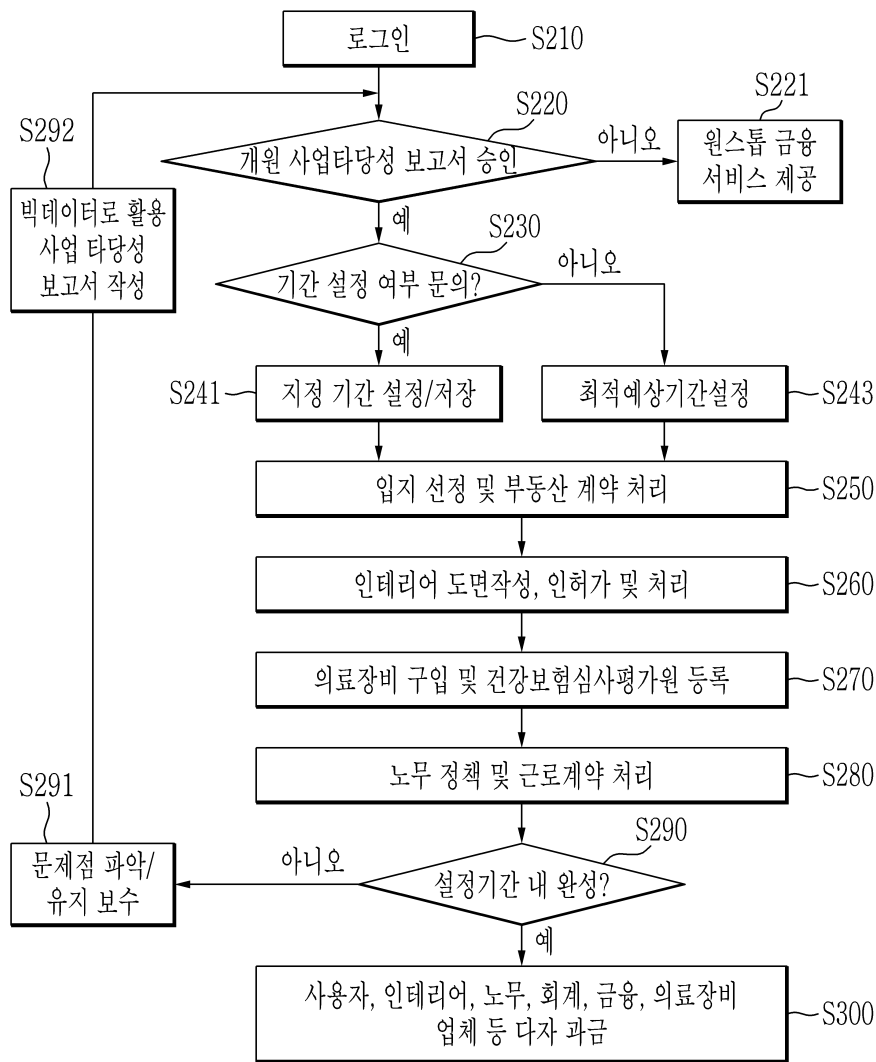 로그인
S210
S220
S221
S292
개원 사업타당성 보고서 승인
아니오
원스톱 금융
서비스 제공
예
빅데이터로 활용
사업 타당성
보고서 작성
S230
기간 설정 여부 문의?
아니오
예
S241
지정 기간 설정/저장
최적예상기간설정
S243
입지 선정 및 부동산 계약 처리
S250
인테리어 도면작성, 인허가 및 처리
S260
의료장비 구입 및 건강보험심사평가원 등록
S270
노무 정책 및 근로계약 처리
S280
S291
S290
문제점 파악/
유지 보수
아니오
설정기간 내 완성?
예
사용자, 인테리어, 노무, 회계, 금융, 의료장비
업체 등 다자 과금
S300